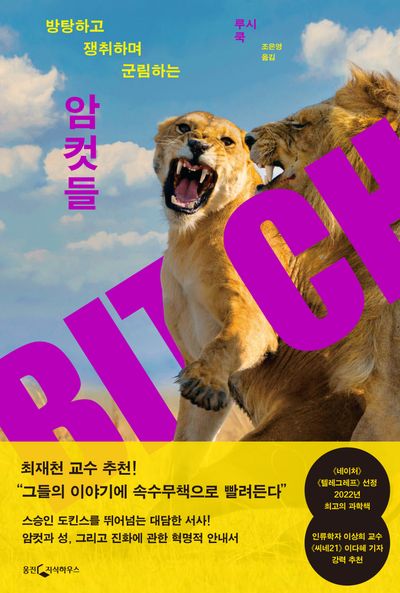 방탕하고
쟁취하며
군림하는
암컷들
루시
쿡
조은영
옮김
BITCH
최재천 교수 추천!
“그들의 이야기에 속수무책으로 빨려든다”
스승인 도킨스를 뛰어넘는 대담한 서사!
암컷과 성, 그리고 진화에 관한 혁명적 안내서
《네이처》
《텔레그래프》 선정
2022년
최고의 과학책
인류학자 이상희 교수
《씨네21》 이다혜 기자
강력 추천
웅진 지식하우스